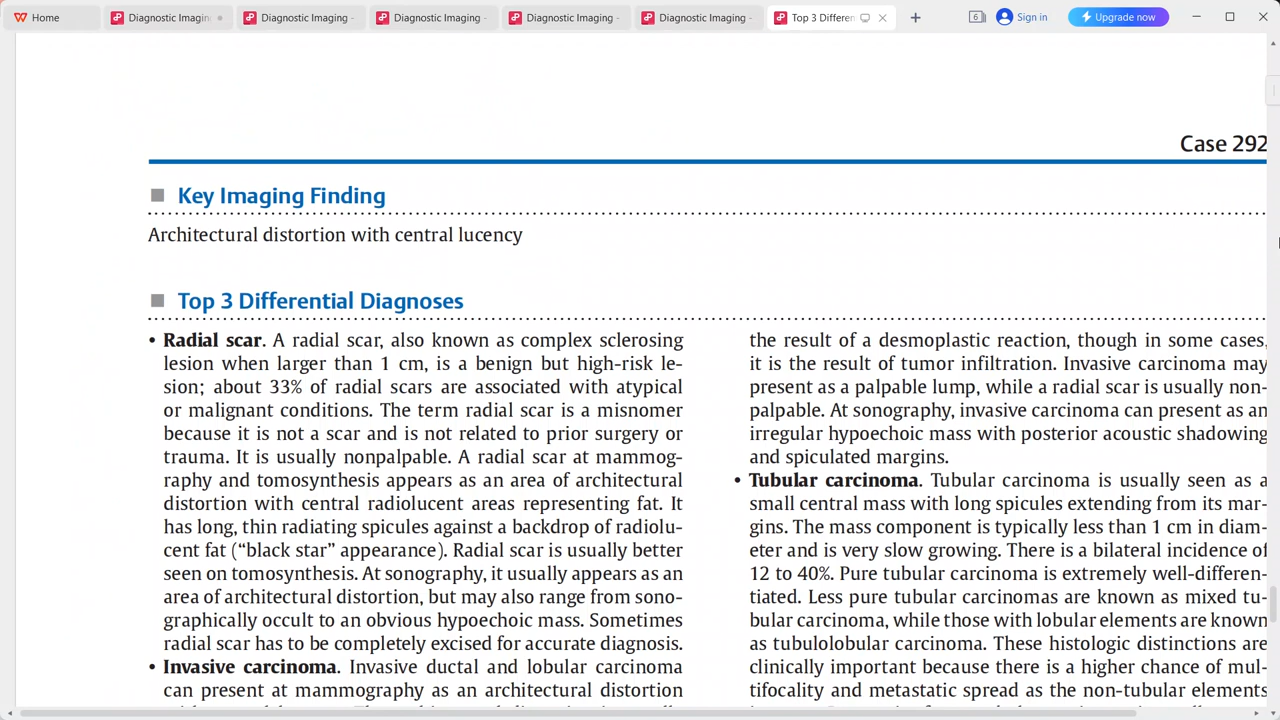 Home
Diagnostic Imaging
Diagnostic Imaging -
Diagnostic Imaging -
Diagnostic Imaging -
Diagnostic Imaging -
Top 3 Differen
6
Sign in
Upgrade now
Case 292
Key Imaging Finding
Architectural distortion with central lucency
Top 3 Differential Diagnoses
• Radial scar. A radial scar, also known as complex sclerosing
lesion when larger than 1 cm, is a benign but high-risk le-
sion; about 33% of radial scars are associated with atypical
or malignant conditions. The term radial scar is a misnomer
because it is not a scar and is not related to prior surgery or
trauma. It is usually nonpalpable. A radial scar at mammog-
raphy and tomosynthesis appears as an area of architectural
distortion with central radiolucent areas representing fat. It
has long, thin radiating spicules against a backdrop of radiolu-
cent fat (“black star” appearance). Radial scar is usually better
seen on tomosynthesis. At sonography, it usually appears as an
area of architectural distortion, but may also range from sono-
graphically occult to an obvious hypoechoic mass. Sometimes
radial scar has to be completely excised for accurate diagnosis.
• Invasive carcinoma. Invasive ductal and lobular carcinoma
can present at mammography as an architectural distortion
the result of a desmoplastic reaction, though in some cases,
it is the result of tumor infiltration. Invasive carcinoma may
present as a palpable lump, while a radial scar is usually non-
palpable. At sonography, invasive carcinoma can present as an
irregular hypoechoic mass with posterior acoustic shadowing
and spiculated margins.
• Tubular carcinoma. Tubular carcinoma is usually seen as a
small central mass with long spicules extending from its mar-
gins. The mass component is typically less than 1 cm in diam-
eter and is very slow growing. There is a bilateral incidence of
12 to 40%. Pure tubular carcinoma is extremely well-differen-
tiated. Less pure tubular carcinomas are known as mixed tu-
bular carcinoma, while those with lobular elements are known
as tubulolobular carcinoma. These histologic distinctions are
clinically important because there is a higher chance of mul-
tifocality and metastatic spread as the non-tubular elements